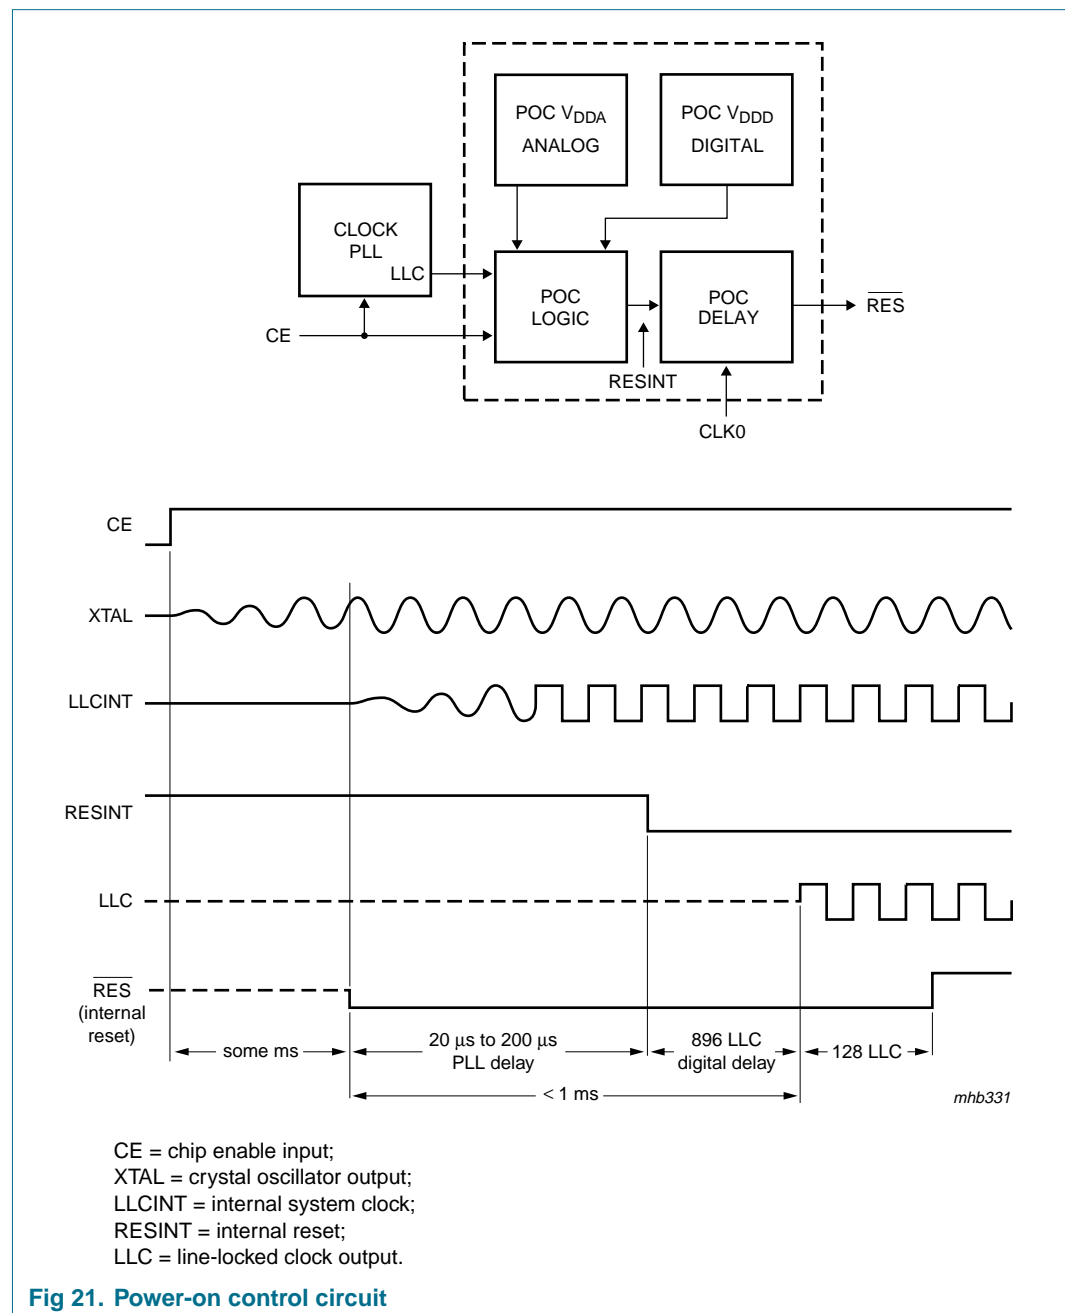 POC VDDA
ANALOG
POC VDDD
DIGITAL
CLOCK
PLL
LLC
POC
LOGIC
POC
DELAY
RES
CE
RESINT
CLK0
CE
XTAL
LLCINT
RESINT
LLC
RES
(internal
reset)
some ms
20 μs to 200 μs
PLL delay
896 LLC
digital delay
128 LLC
< 1 ms
mhb331
CE = chip enable input;
XTAL = crystal oscillator output;
LLCINT = internal system clock;
RESINT = internal reset;
LLC = line-locked clock output.
Fig 21. Power-on control circuit